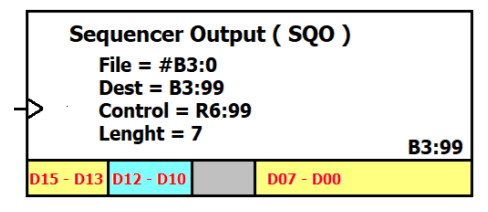 Sequencer Output ( SQO )
File = #B3:0
Dest = B3:99
Control = R6:99
Lenght = 7
B3:99
D15 - D13 D12 - D10 D07 - D00